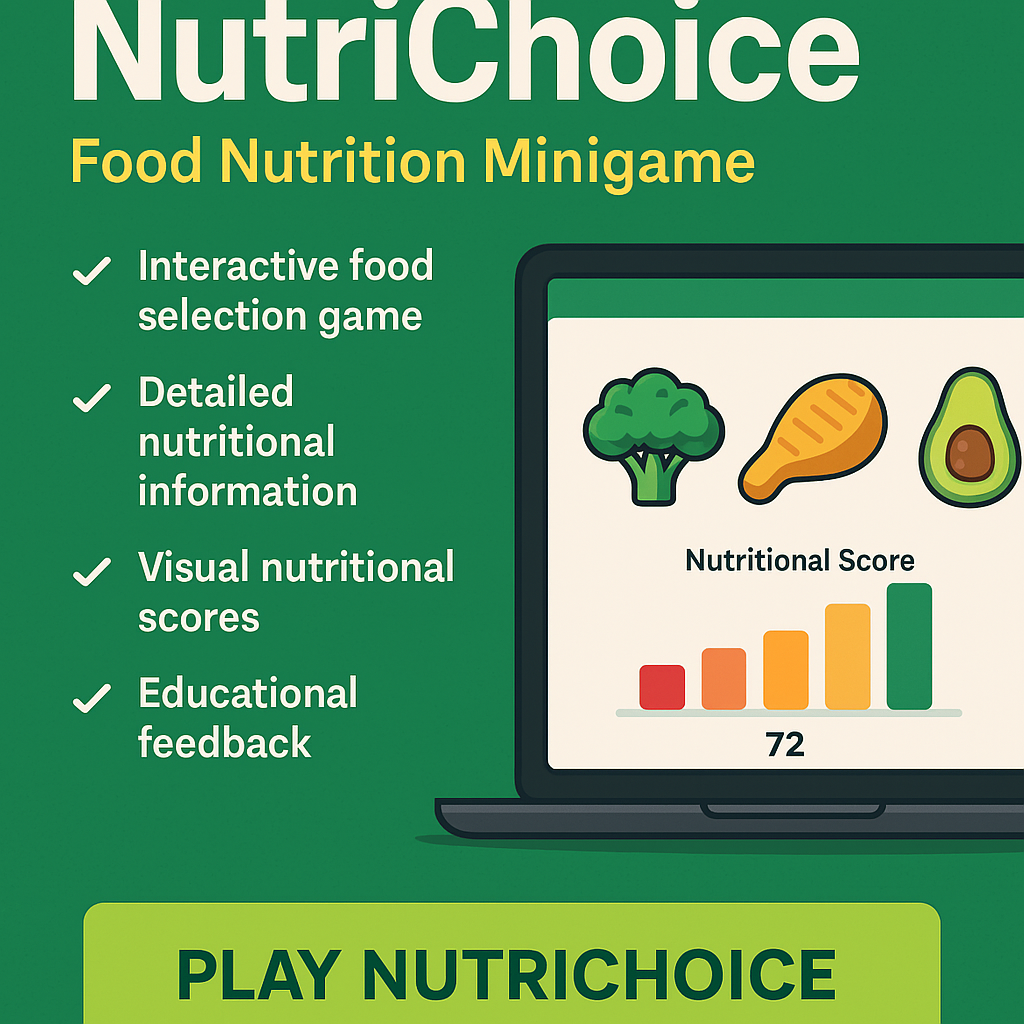 NutriChoice
Food Nutrition Minigame
Interactive food
selection game
Detailed
nutritional
information
Visual nutritional
scores
Educational
feedback
Nutritional Score
72
PLAY NUTRICHOICE